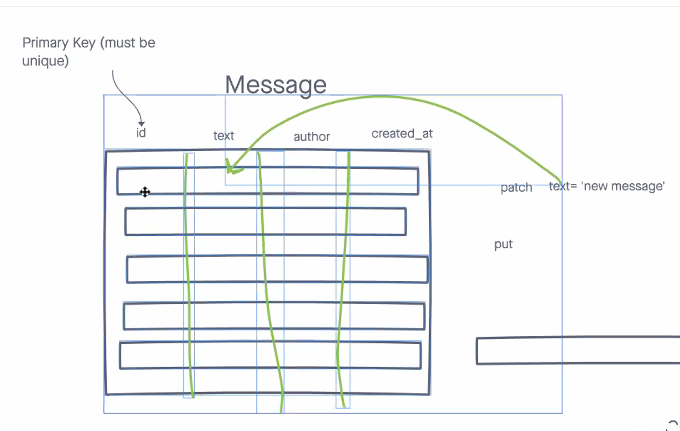 Primary Key (must be
unique)
Message
id
text
author
created_at
patch
text= 'new message'
put